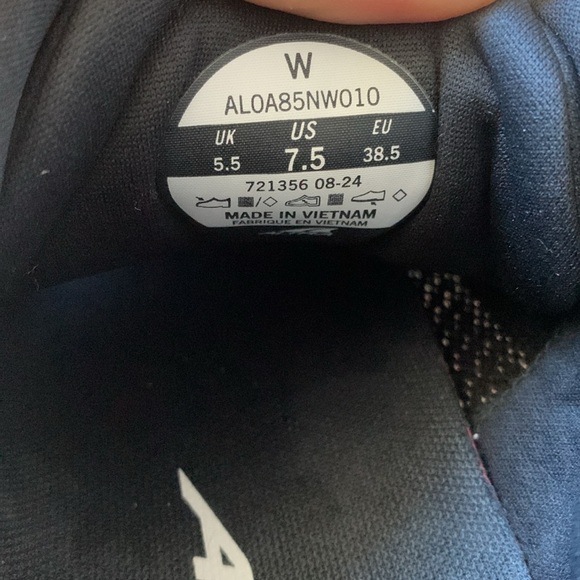 W
AL0A85NW010
UK US EU
5.5 7.5 38.5
721356 08-24
MADE IN VIETNAM
FABRIQUE EN VIETNAM